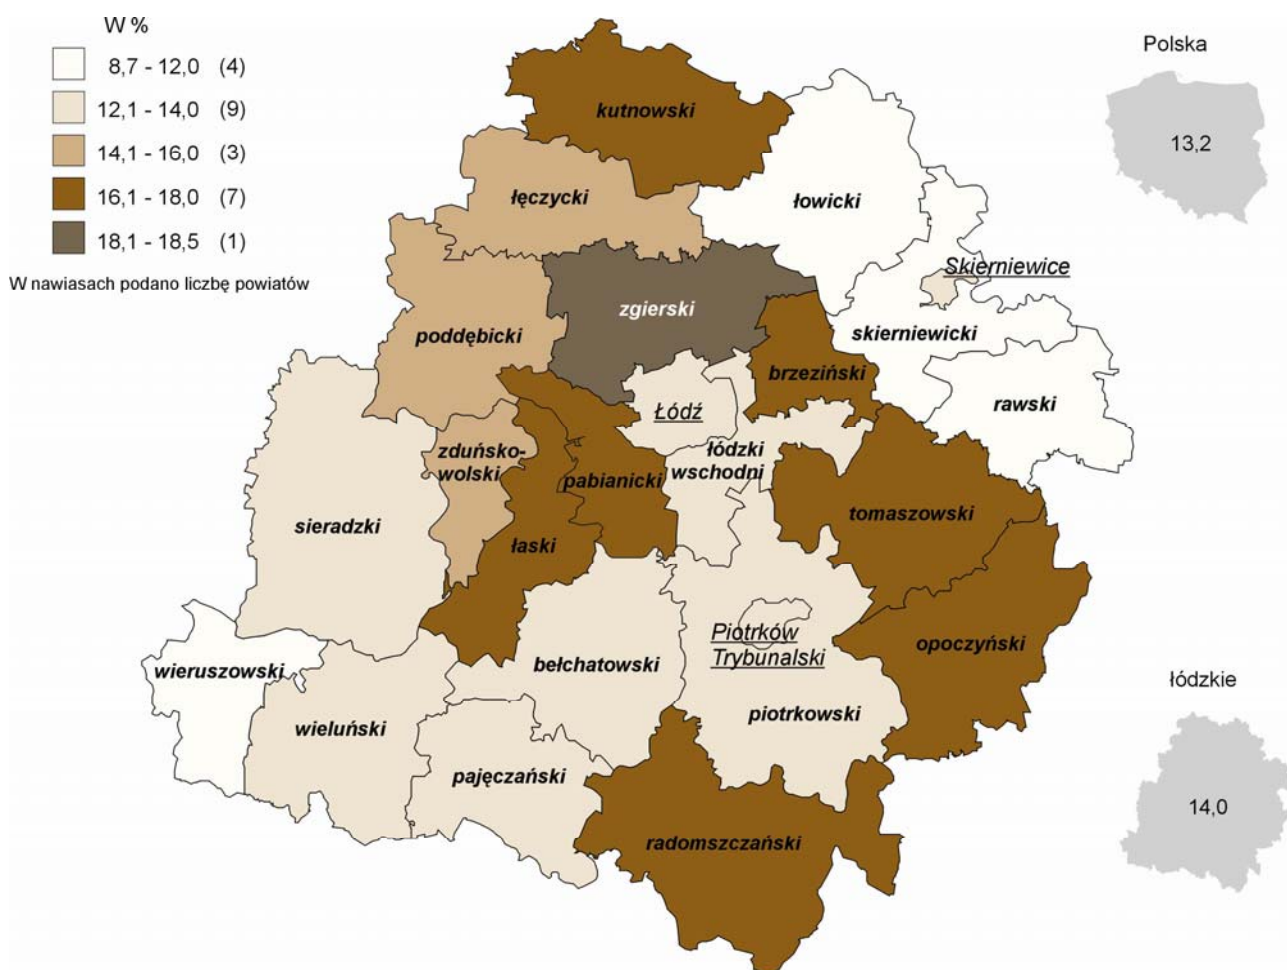 W %
8,7 - 12,0 (4)
12,1 - 14,0 (9)
14,1 - 16,0 (3)
16,1 - 18,0 (7)
18,1 - 18,5 (1)
W nawiasach podano liczbę powiatów
Polska
13,2
kutnowski
łęczycki
łowicki
Skierniewice
zgierski
skierniewicki
poddębicki
brzeziński
rawski
Łódź
zduńsko-
wolski
łódzki
wschodni
pabianicki
sieradzki
łaski
tomaszowski
Piotrków
Trybunalski
opoczyński
bełchatowski
wieruszowski
piotrkowski
wieluński
pajęczański
radomszczański
łódzkie
14,0